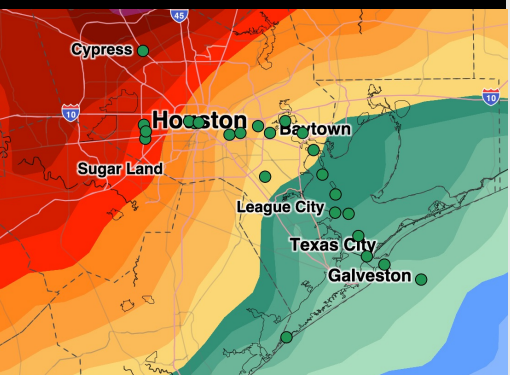 45
Cypress
10
10
Houston
Baytown
Sugar Land
League City
Texas City
Galveston